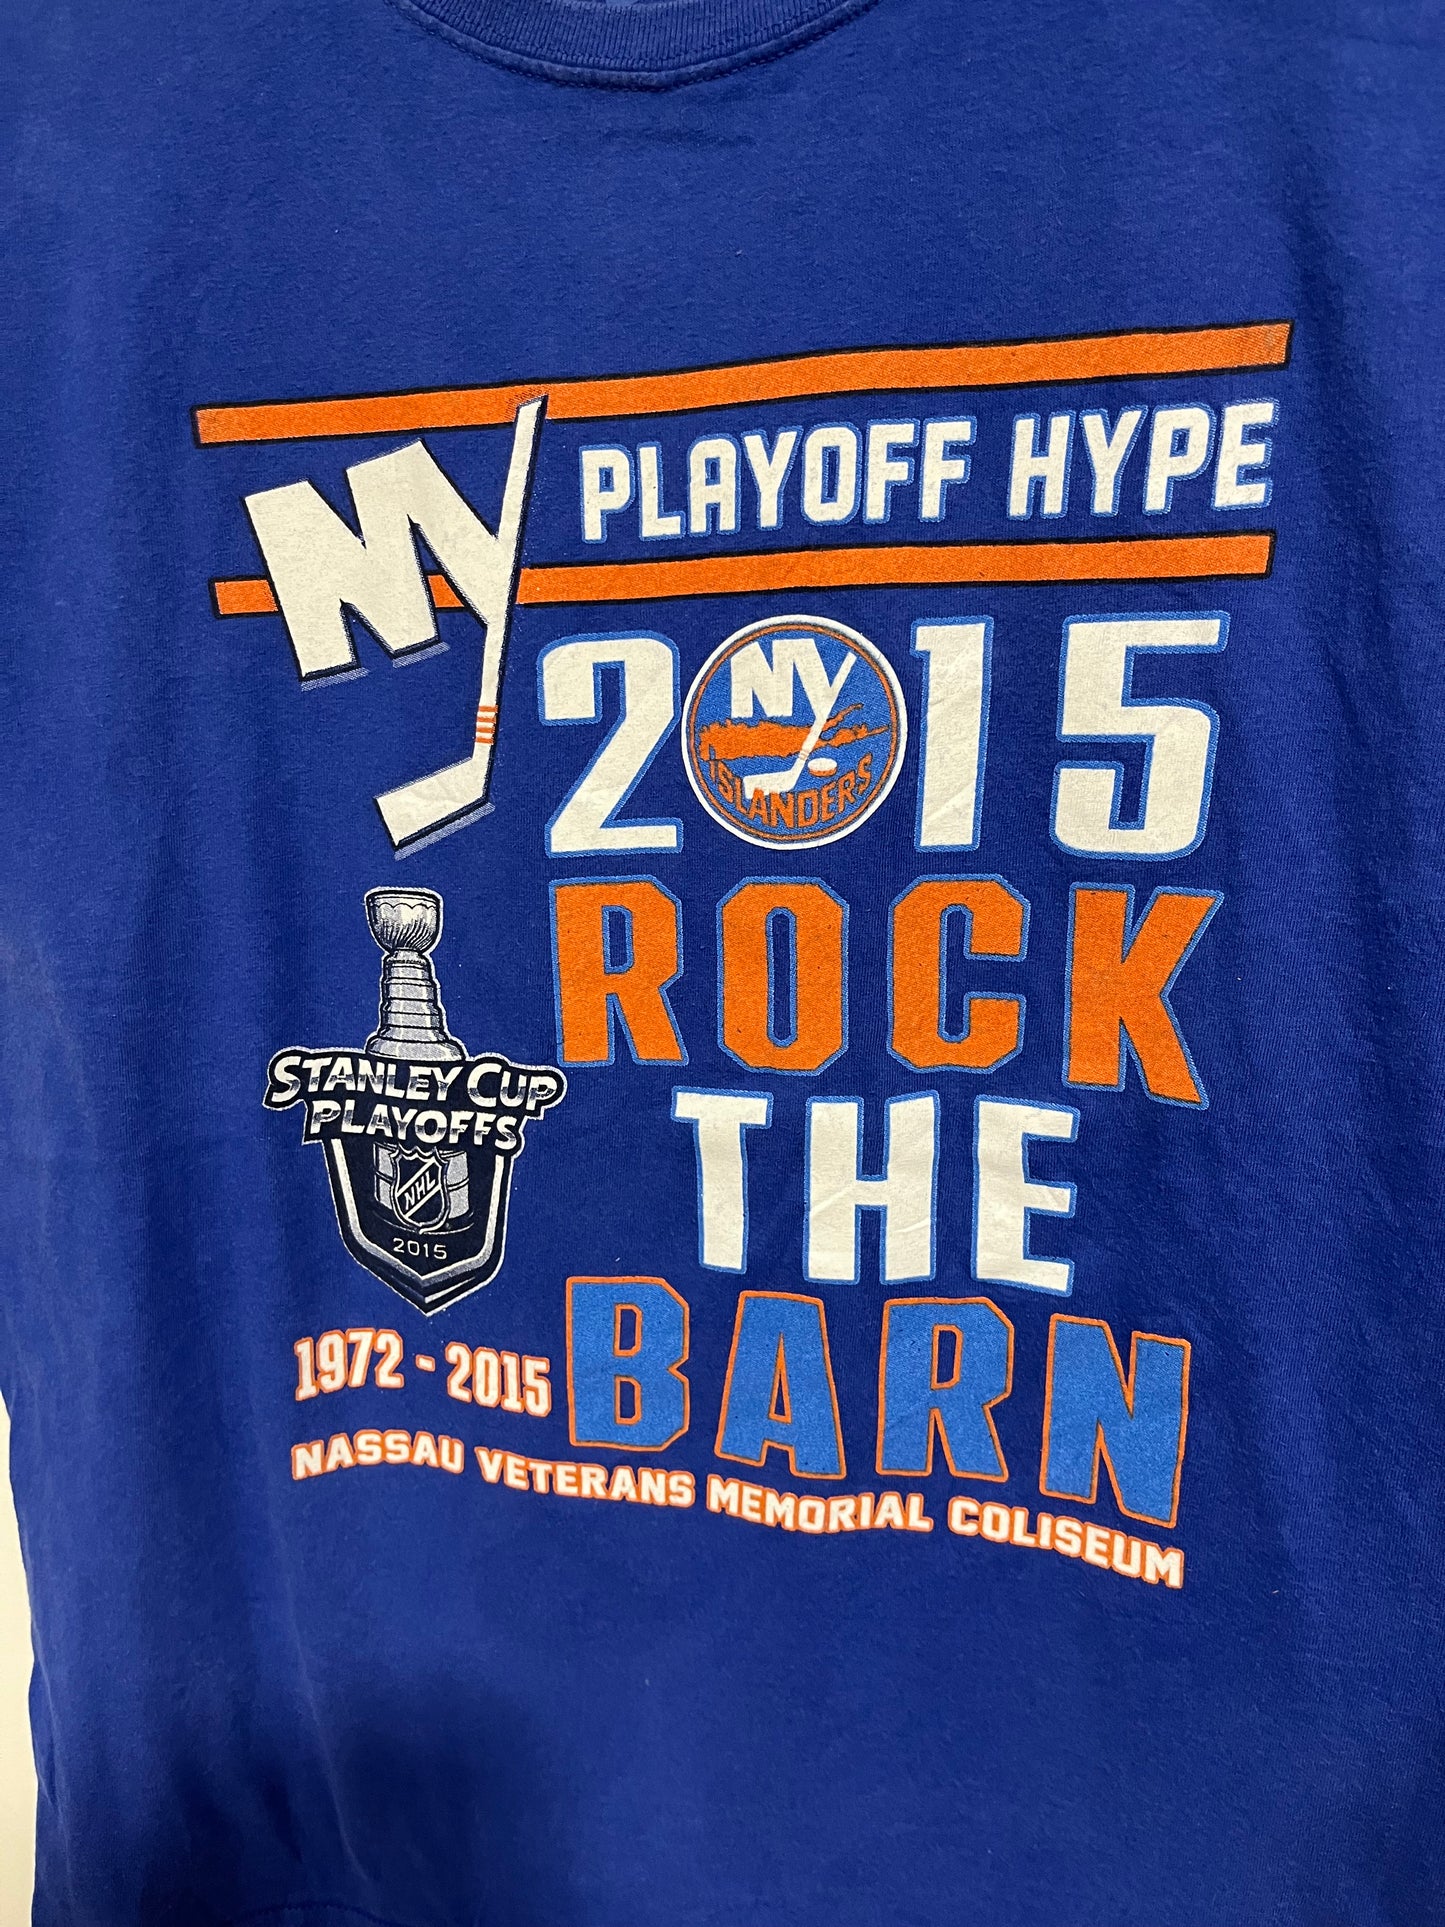 NY PLAYOFF HYPE
2015
NY
ISLANDERS
ROCK
THE
BARN
STANLEY CUP
PLAYOFFS
NHL
2015
1972 - 2015
NASSAU VETERANS MEMORIAL COLISEUM